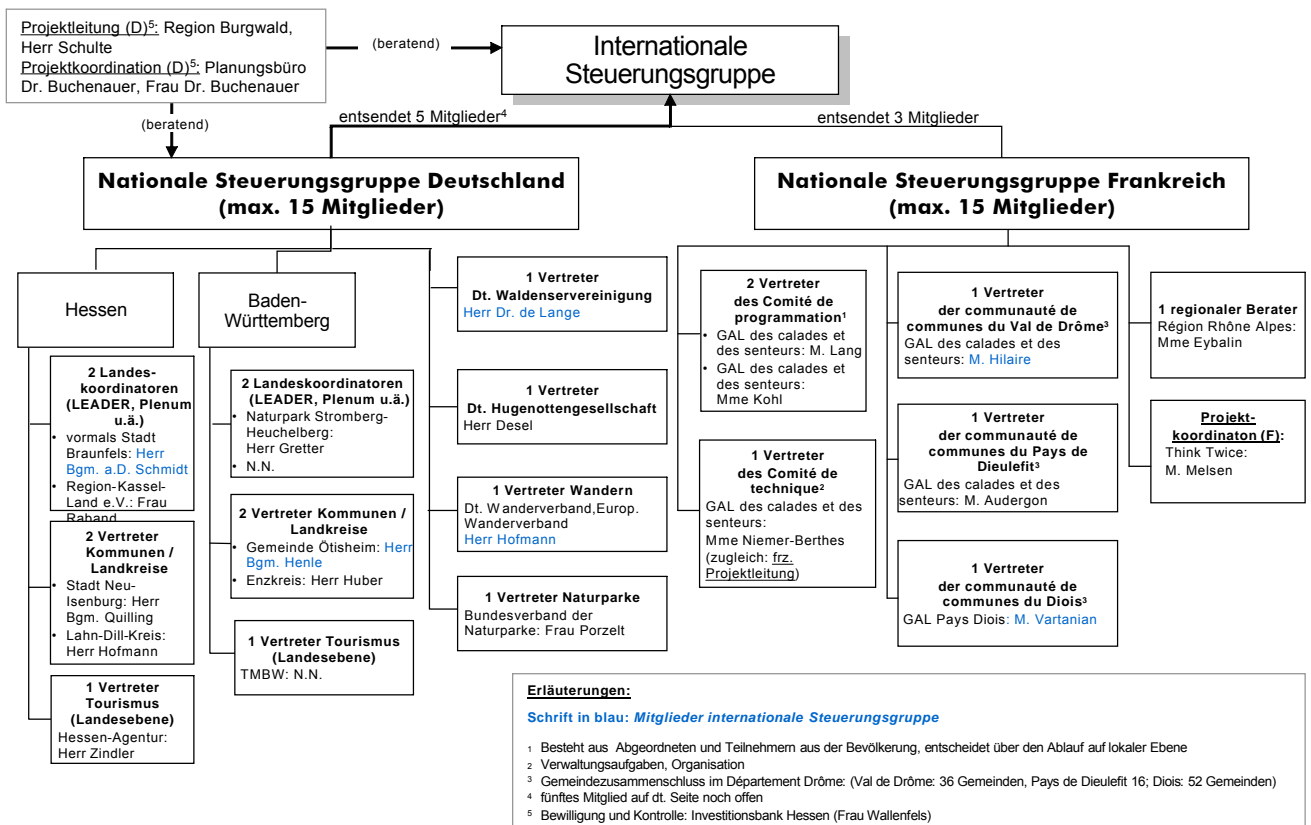 Projektleitung (D)5: Region Burgwald,
Herr Schulte
Projektkoordination (D)5: Planungsbüro
Dr. Buchenauer, Frau Dr. Buchenauer
(beratend)
Internationale
Steuerungsgruppe
(beratend)
entsendet 5 Mitglieder4
entsendet 3 Mitglieder
Nationale Steuerungsgruppe Deutschland
(max. 15 Mitglieder)
Nationale Steuerungsgruppe Frankreich
(max. 15 Mitglieder)
Hessen
2 Landes-
koordinatoren
(LEADER, Plenum
u.ä.)
• vormals Stadt
Braunfels: Herr
Bgm. a.D. Schmidt
• Region-Kassel-
Land e.V.: Frau
Raband
2 Vertreter
Kommunen /
Landkreise
• Stadt Neu-
Isenburg: Herr
Bgm. Quilling
• Lahn-Dill-Kreis:
Herr Hofmann
1 Vertreter
Tourismus
(Landesebene)
Hessen-Agentur:
Herr Zindler
Baden-
Württemberg
2 Landeskoordinatoren
(LEADER, Plenum u.ä.)
• Naturpark Stromberg-
Heuchelberg:
Herr Gretter
• N.N.
2 Vertreter Kommunen /
Landkreise
• Gemeinde Ötisheim: Herr
Bgm. Henle
• Enzkreis: Herr Huber
1 Vertreter Tourismus
(Landesebene)
TMBW: N.N.
1 Vertreter
Dt. Waldenservereinigung
Herr Dr. de Lange
1 Vertreter
Dt. Hugenottengesellschaft
Herr Desel
1 Vertreter Wandern
Dt. Wanderverband,Europ.
Wanderverband
Herr Hofmann
1 Vertreter Naturparke
Bundesverband der
Naturparke: Frau Porzelt
2 Vertreter
des Comité de
programmation1
• GAL des calades et
des senteurs: M. Lang
• GAL des calades et
des senteurs:
Mme Kohl
1 Vertreter
des Comité de
technique2
GAL des calades et des
senteurs:
Mme Niemer-Berthes
(zugleich: frz.
Projektleitung)
1 Vertreter
der communauté de
communes du Val de Drôme3
GAL des calades et des
senteurs: M. Hilaire
1 Vertreter
der communauté de
communes du Pays de
Dieulefit3
GAL des calades et des
senteurs: M. Audergon
1 Vertreter
der communauté de
communes du Diois3
GAL Pays Diois: M. Vartanian
1 regionaler Berater
Région Rhône Alpes:
Mme Eybalin
Projekt-
koordinaton (F):
Think Twice:
M. Melsen
Erläuterungen:
Schrift in blau: Mitglieder internationale Steuerungsgruppe
1 Besteht aus Abgeordneten und Teilnehmern aus der Bevölkerung, entscheidet über den Ablauf auf lokaler Ebene
2 Verwaltungsaufgaben, Organisation
3 Gemeindezusammenschluss im Département Drôme: (Val de Drôme: 36 Gemeinden, Pays de Dieulefit 16; Diois: 52 Gemeinden)
4 fünftes Mitglied auf dt. Seite noch offen
5 Bewilligung und Kontrolle: Investitionsbank Hessen (Frau Wallenfels)